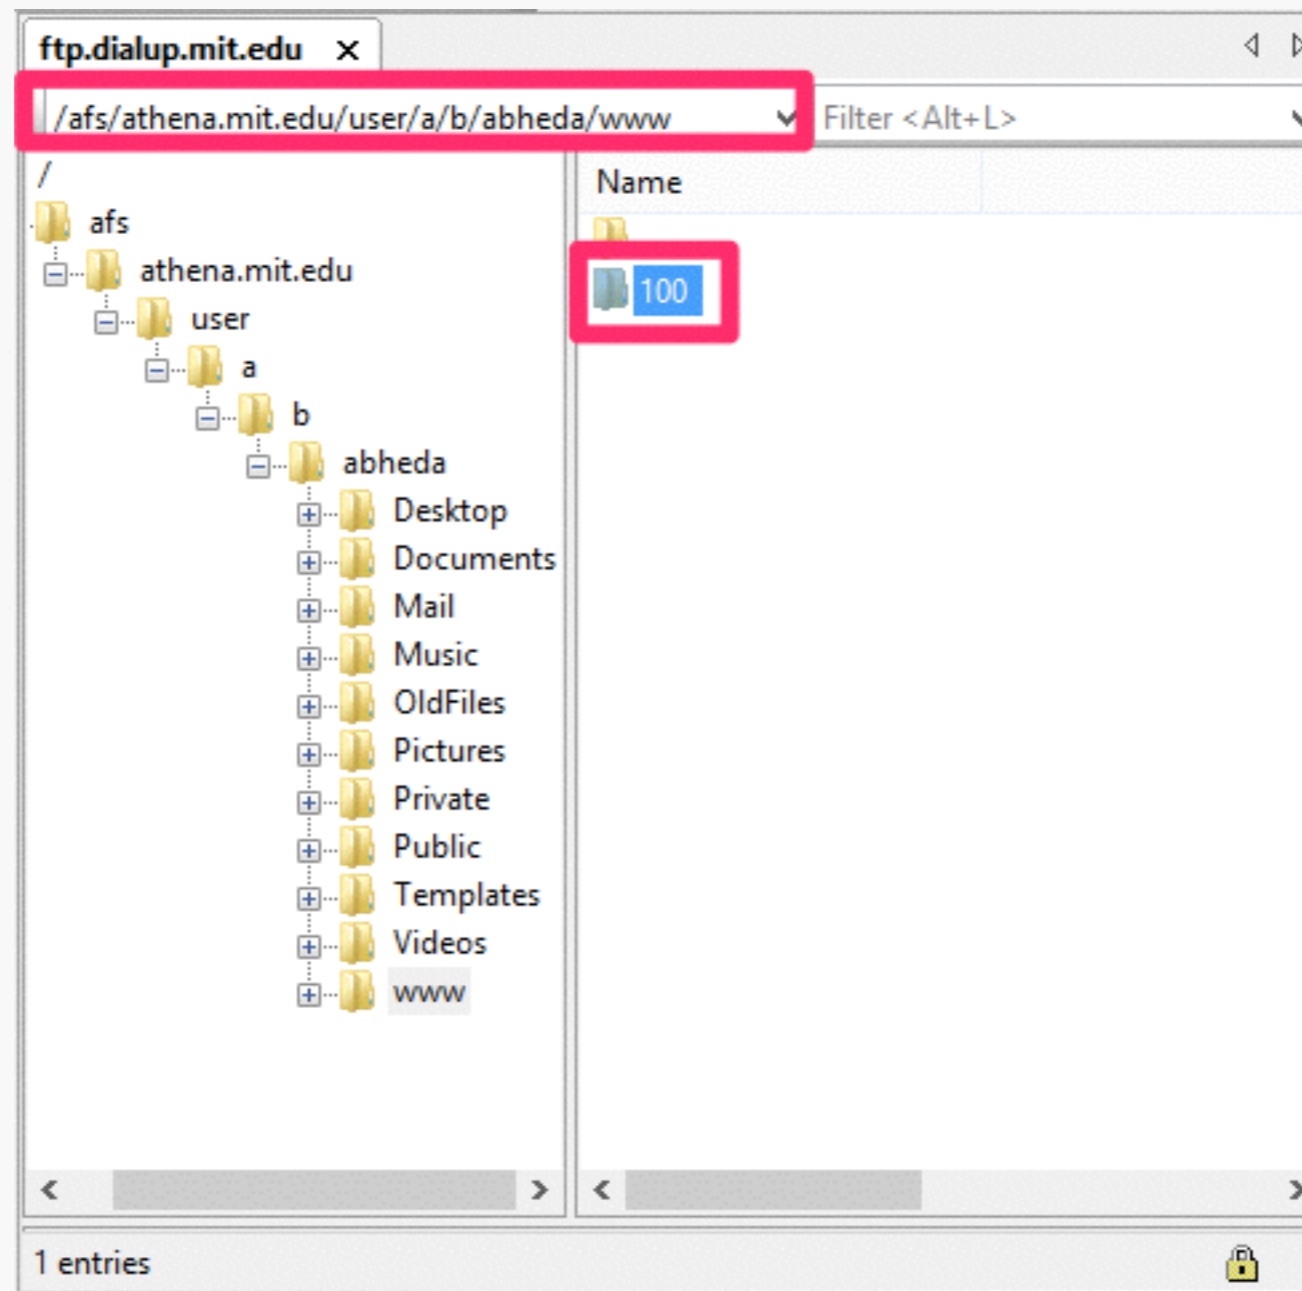 ftp.dialup.mit.edu x
/afs/athena.mit.edu/user/a/b/abheda/www Filter <Alt+L>
/
afs
athena.mit.edu
user
a
b
abheda
Desktop
Documents
Mail
Music
OldFiles
Pictures
Private
Public
Templates
Videos
www
Name
100
1 entries